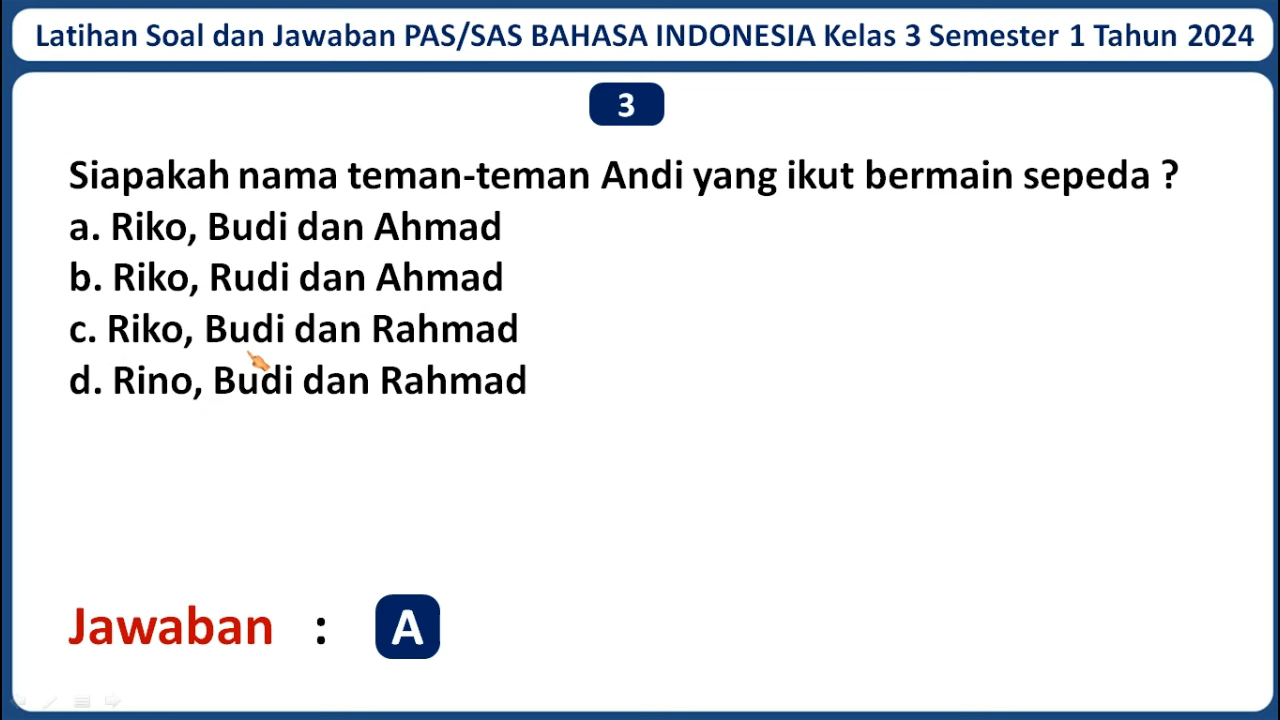 Latihan Soal dan Jawaban PAS/SAS BAHASA INDONESIA Kelas 3 Semester 1 Tahun 2024
3
Siapakah nama teman-teman Andi yang ikut bermain sepeda ?
a. Riko, Budi dan Ahmad
b. Riko, Rudi dan Ahmad
c. Riko, Budi dan Rahmad
d. Rino, Budi dan Rahmad
Jawaban : A